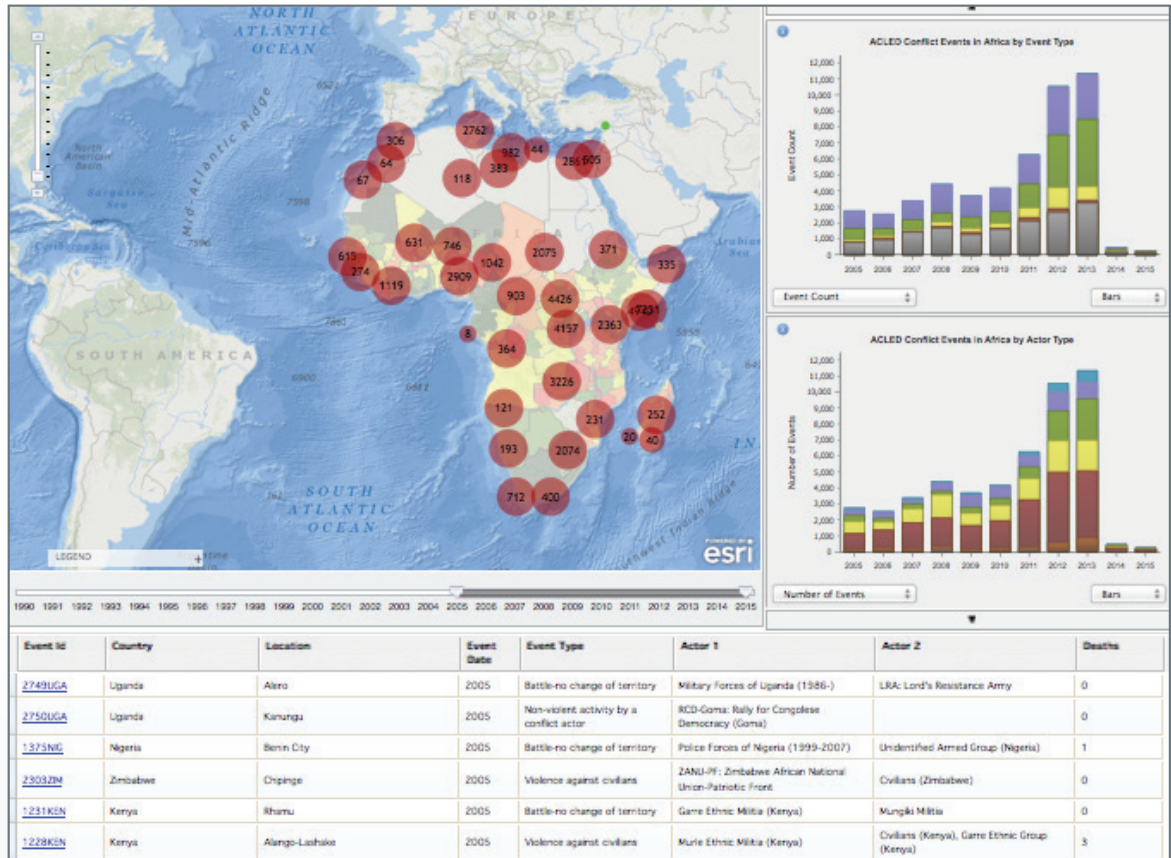 NORTH
ATLANTIC
OCEAN
EUROPE
Mid-Atlantic Ridge
North
American
Basin
Sargasso
Sea
Caribbean
Sea
Arabian
Sea
AFRICA
SOUTH AMERICA
SOUTH
ATLANTIC
OCEAN
Southwest Indian Ridge
7598
7596
6900
306
2762
982
44
64
383
67
118
605
631
746
2075
371
615
274
1042
335
1119
2909
903
4426
7231
8
364
4157
2363
3226
121
231
252
20
40
193
2074
712
400
LEGEND +
POWERED BY
esri
1990 1991 1992 1993 1994 1995 1996 1997 1998 1999 2000 2001 2002 2003 2004 2005 2006 2007 2008 2009 2010 2011 2012 2013 2014 2015
ACLED Conflict Events in Africa by Event Type
Event Count
12,000
11,000
10,000
9,000
8,000
7,000
6,000
5,000
4,000
3,000
2,000
1,000
0
2005 2006 2007 2008 2009 2010 2011 2012 2013 2014 2015
Event Count Bars
ACLED Conflict Events in Africa by Actor Type
Number of Events
12,000
11,000
10,000
9,000
8,000
7,000
6,000
5,000
4,000
3,000
2,000
1,000
0
2005 2006 2007 2008 2009 2010 2011 2012 2013 2014 2015
Number of Events Bars
Event Id Country Location Event Date Event Type Actor 1 Actor 2 Deaths
2749UGA Uganda Alero 2005 Battle-no change of territory Military Forces of Uganda (1986-) LRA: Lord's Resistance Army 0
2750UGA Uganda Kanungu 2005 Non-violent activity by a conflict actor RCD-Goma: Rally for Congolese Democracy (Goma) 0
1375NIG Nigeria Benin City 2005 Battle-no change of territory Police Forces of Nigeria (1999-2007) Unidentified Armed Group (Nigeria) 1
2303ZIM Zimbabwe Chipinge 2005 Violence against civilians ZANU-PF: Zimbabwe African National Union-Patriotic Front Civilians (Zimbabwe) 0
1231KEN Kenya Rhamu 2005 Battle-no change of territory Garre Ethnic Militia (Kenya) Mungiki Militia 0
1228KEN Kenya Alango-Lashake 2005 Violence against civilians Murle Ethnic Militia (Kenya) Civilians (Kenya), Garre Ethnic Group (Kenya) 3